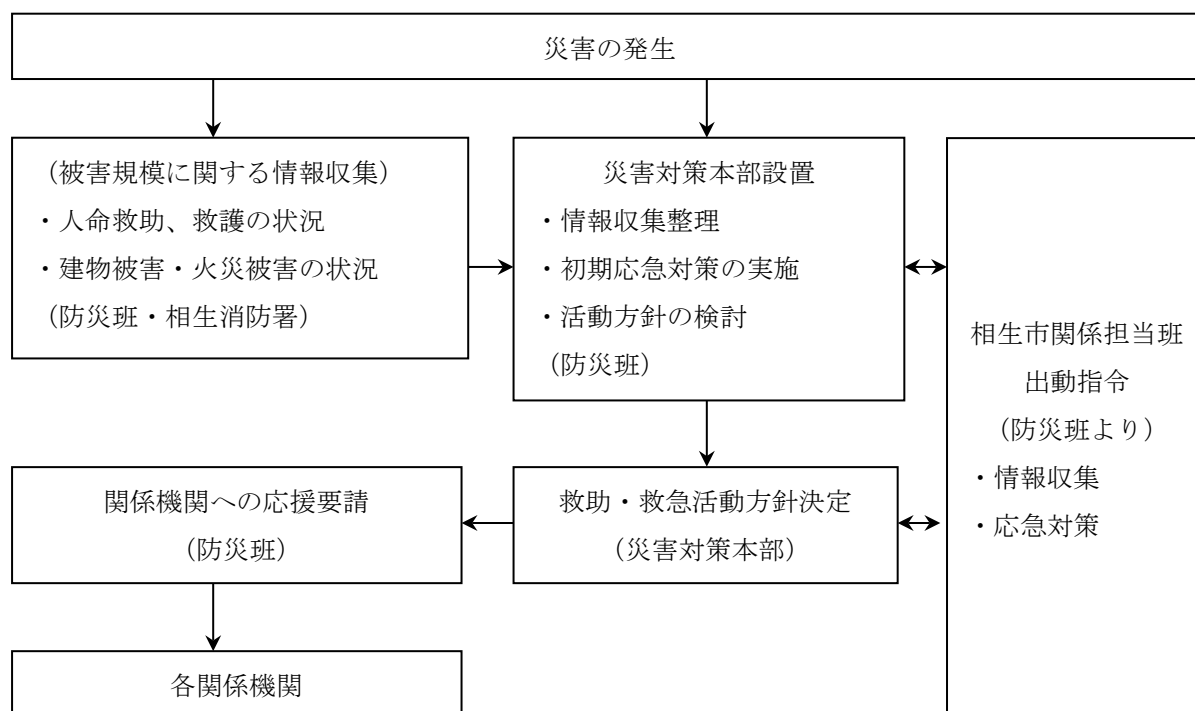 災害の発生
（被害規模に関する情報収集）
・人命救助、救護の状況
・建物被害・火災被害の状況
（防災班・相生消防署）
災害対策本部設置
・情報収集整理
・初期応急対策の実施
・活動方針の検討
（防災班）
相生市関係担当班
出動指令
（防災班より）
・情報収集
・応急対策
関係機関への応援要請
（防災班）
救助・救急活動方針決定
（災害対策本部）
各関係機関